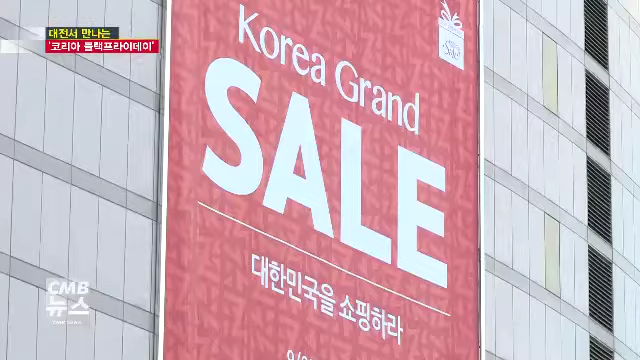 대전서 만나는
'코리아 블랙프라이데이'
Sale
Korea Grand
SALE
대한민국을 쇼핑하라
CMB
뉴스